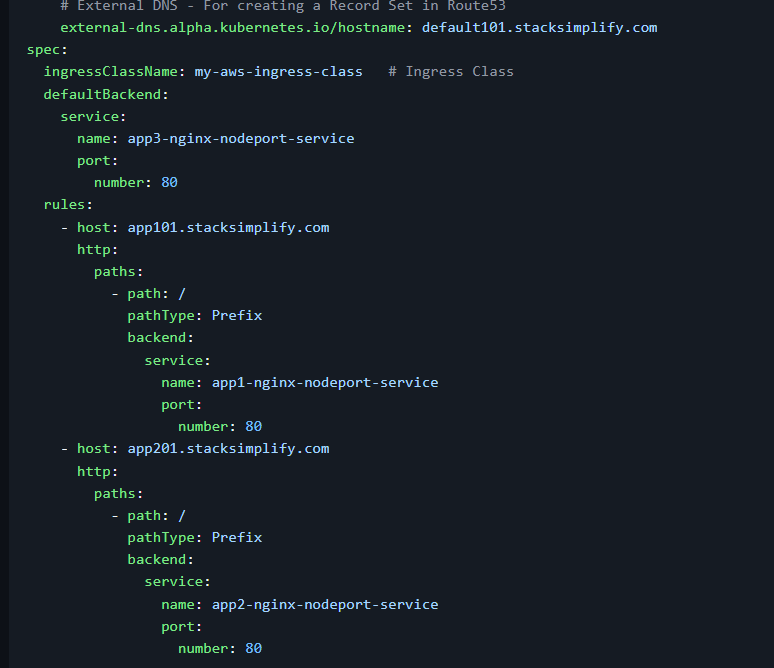 # External DNS - For creating a Record Set in Route53
external-dns.alpha.kubernetes.io/hostname: default101.stacksimplify.com
spec:
ingressClassName: my-aws-ingress-class   # Ingress Class
defaultBackend:
service:
name: app3-nginx-nodeport-service
port:
number: 80
rules:
- host: app101.stacksimplify.com
http:
paths:
- path: /
pathType: Prefix
backend:
service:
name: app1-nginx-nodeport-service
port:
number: 80
- host: app201.stacksimplify.com
http:
paths:
- path: /
pathType: Prefix
backend:
service:
name: app2-nginx-nodeport-service
port:
number: 80